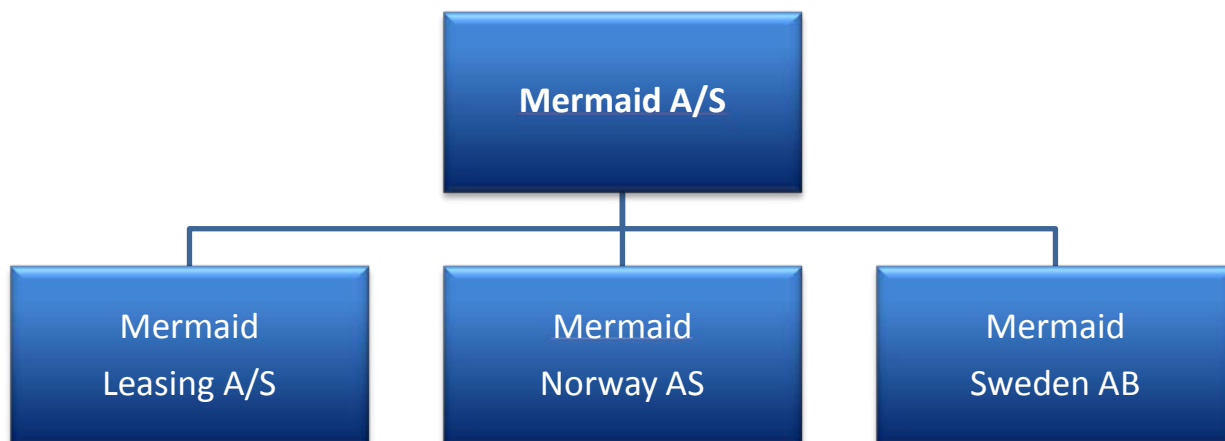 Mermaid A/S
Mermaid
Leasing A/S
Mermaid
Norway AS
Mermaid
Sweden AB